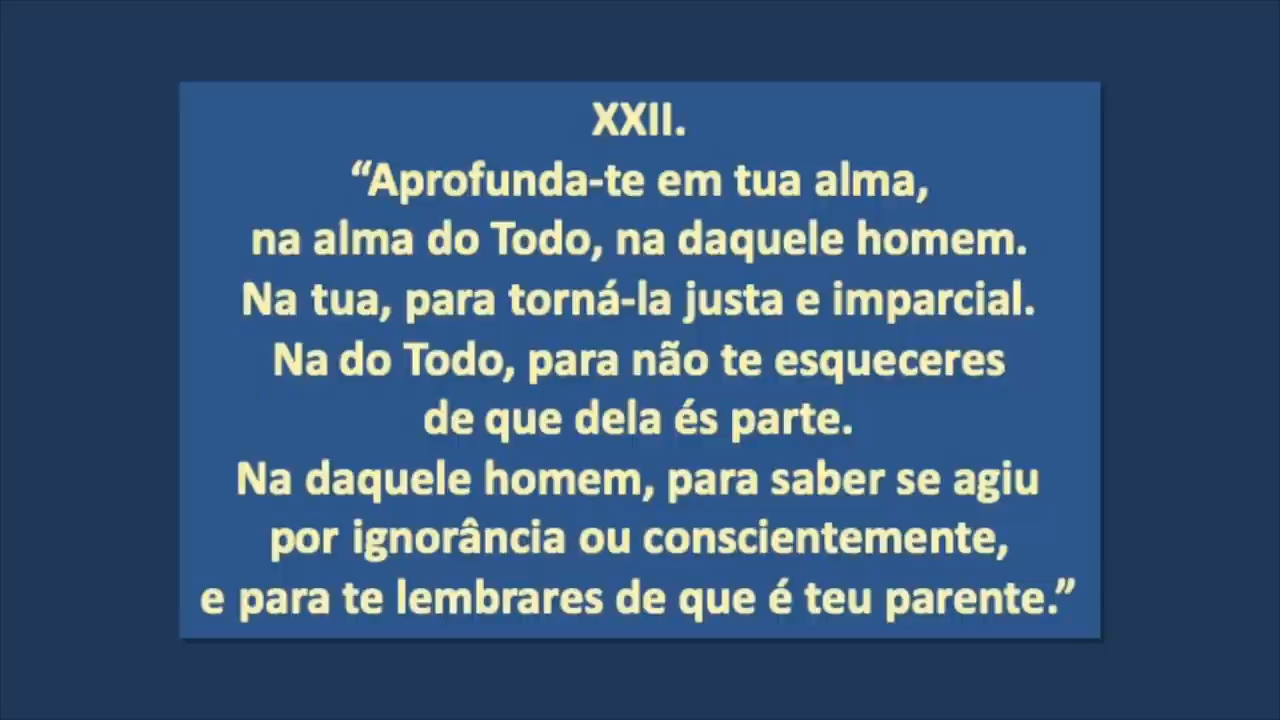 XXII.
“Aprofunda-te em tua alma,
na alma do Todo, na daquele homem.
Na tua, para torná-la justa e imparcial.
Na do Todo, para não te esqueceres
de que dela és parte.
Na daquele homem, para saber se agiu
por ignorância ou conscientemente,
e para te lembrares de que é teu parente.”